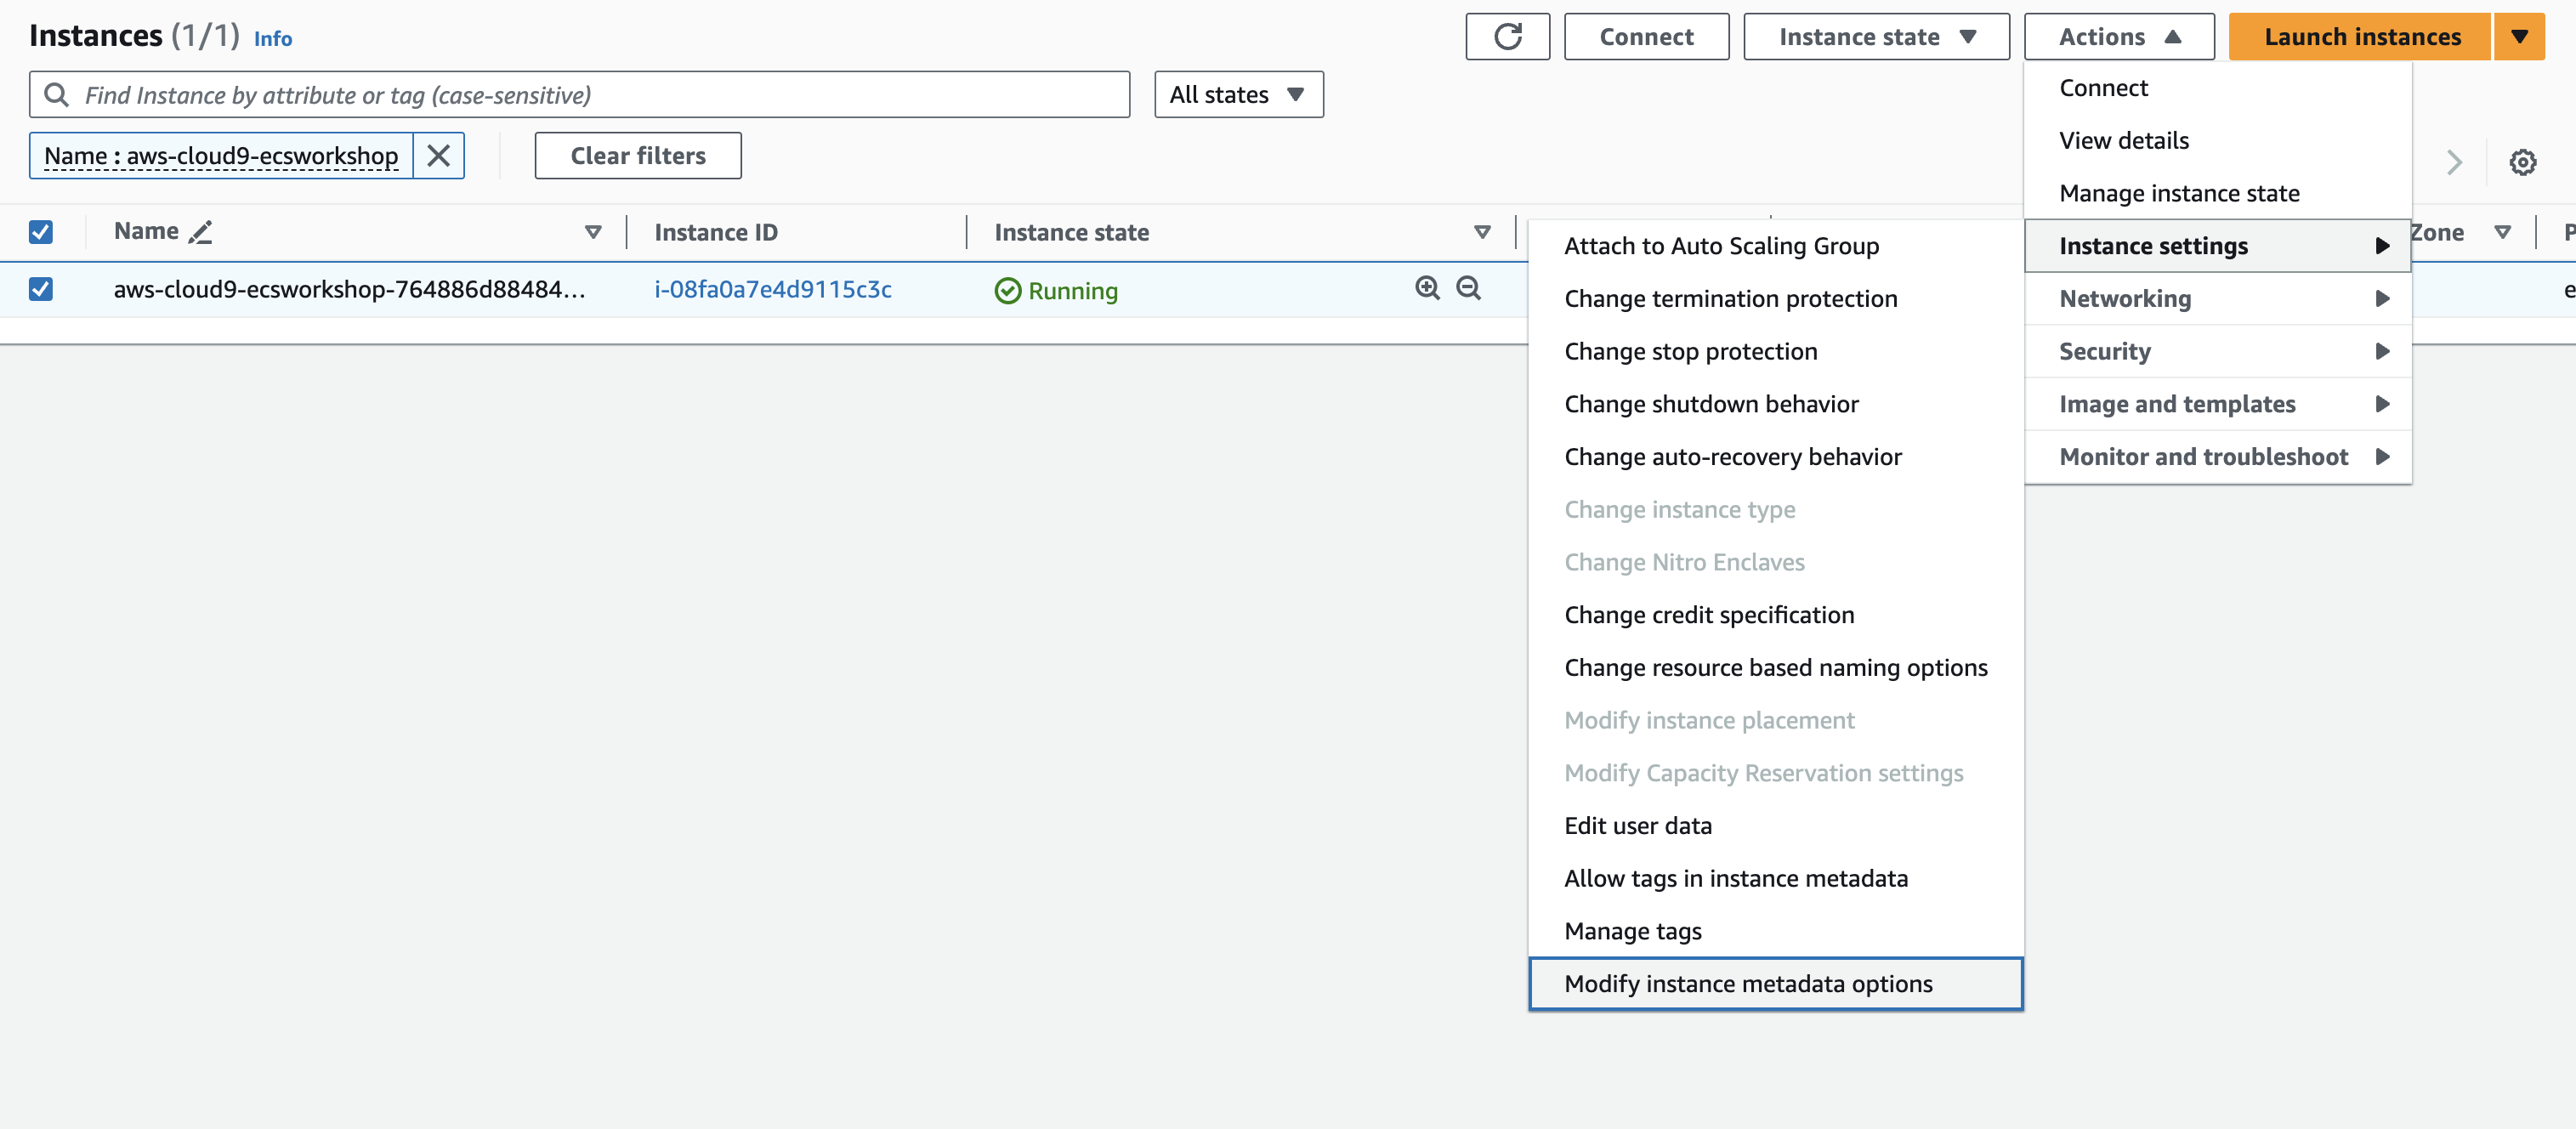 Instances (1/1) Info
Connect
Instance state
Actions
Launch instances
Find Instance by attribute or tag (case-sensitive)
All states
Name : aws-cloud9-ecsworkshop
Clear filters
Name
Instance ID
Instance state
Zone
aws-cloud9-ecsworkshop-764886d88484...
i-08fa0a7e4d9115c3c
Running
Connect
View details
Manage instance state
Instance settings
Networking
Security
Image and templates
Monitor and troubleshoot
Attach to Auto Scaling Group
Change termination protection
Change stop protection
Change shutdown behavior
Change auto-recovery behavior
Change instance type
Change Nitro Enclaves
Change credit specification
Change resource based naming options
Modify instance placement
Modify Capacity Reservation settings
Edit user data
Allow tags in instance metadata
Manage tags
Modify instance metadata options